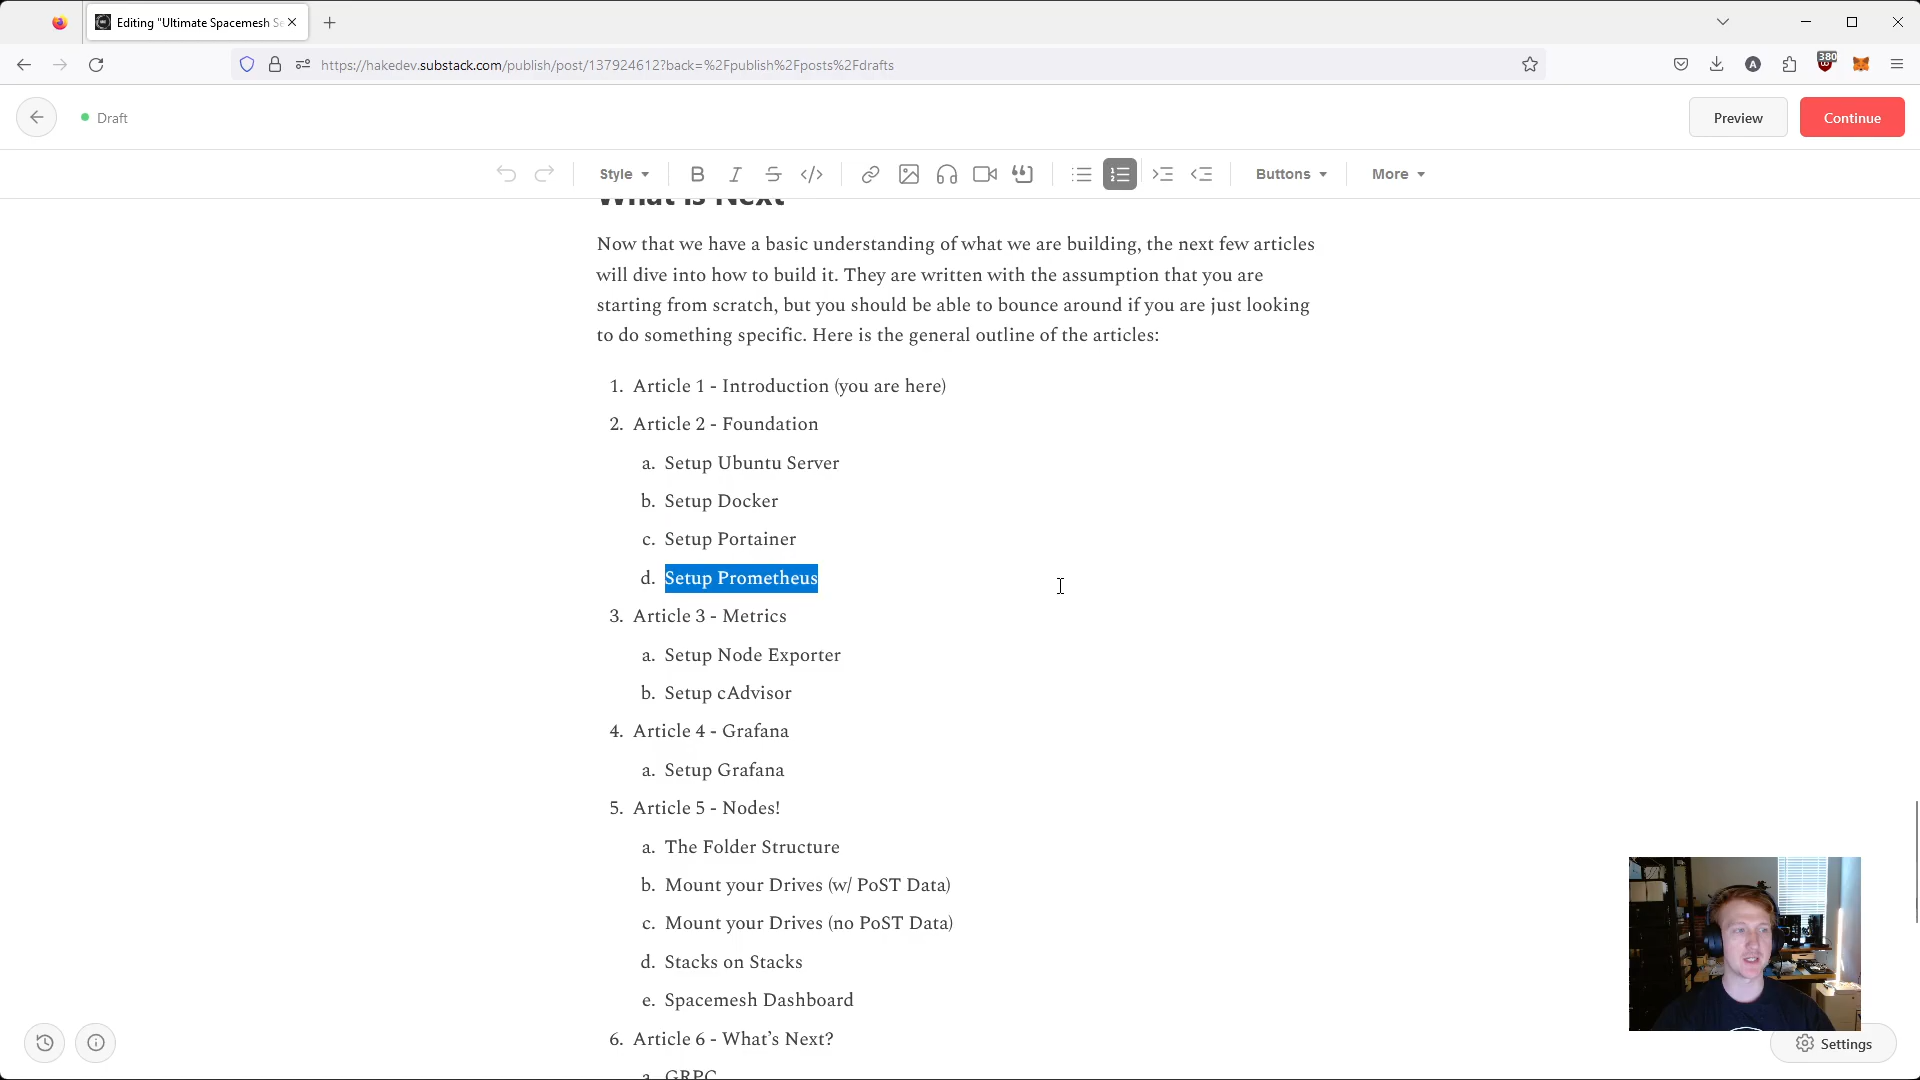 Editing "Ultimate Spacemesh Se
https://hakedev.substack.com/publish/post/137924612?back=%2Fpublish%2Fposts%2Fdrafts
380
A
Draft
Preview
Continue
Style
Buttons
More
What is Next
Now that we have a basic understanding of what we are building, the next few articles
will dive into how to build it. They are written with the assumption that you are
starting from scratch, but you should be able to bounce around if you are just looking
to do something specific. Here is the general outline of the articles:
1. Article 1 - Introduction (you are here)
2. Article 2 - Foundation
a. Setup Ubuntu Server
b. Setup Docker
c. Setup Portainer
d. Setup Prometheus
3. Article 3 - Metrics
a. Setup Node Exporter
b. Setup cAdvisor
4. Article 4 - Grafana
a. Setup Grafana
5. Article 5 - Nodes!
a. The Folder Structure
b. Mount your Drives (w/ PoST Data)
c. Mount your Drives (no PoST Data)
d. Stacks on Stacks
e. Spacemesh Dashboard
6. Article 6 - What’s Next?
a. GRPC
Settings